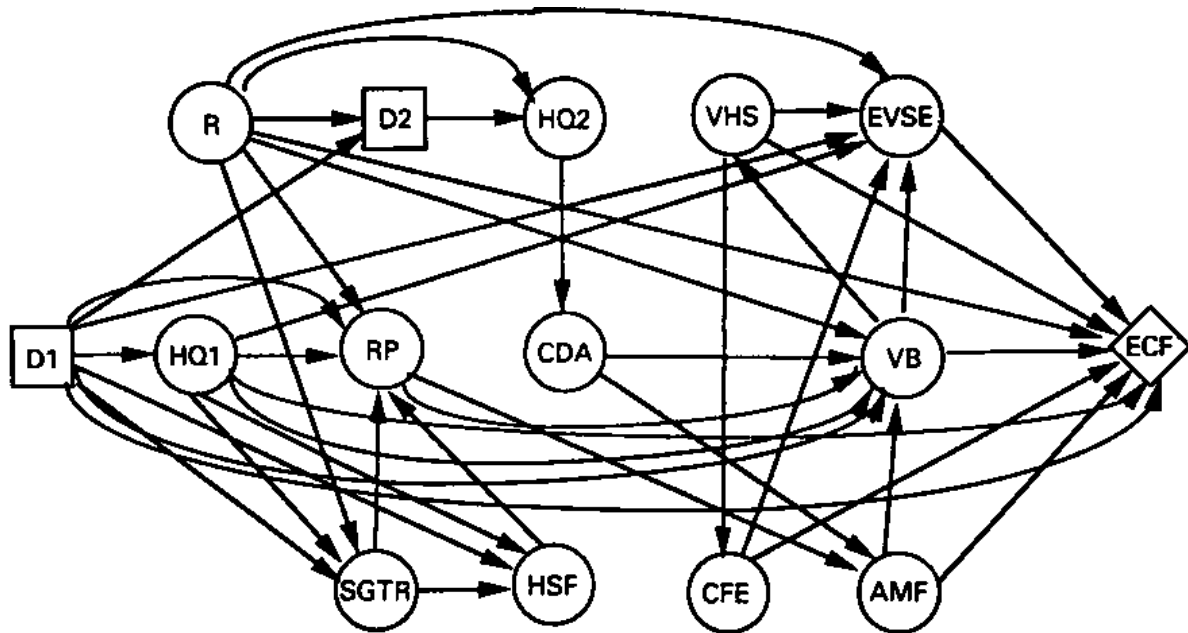 R
D2
HQ2
VHS
EVSE
D1
HQ1
RP
CDA
VB
ECF
SGTR
HSF
CFE
AMF